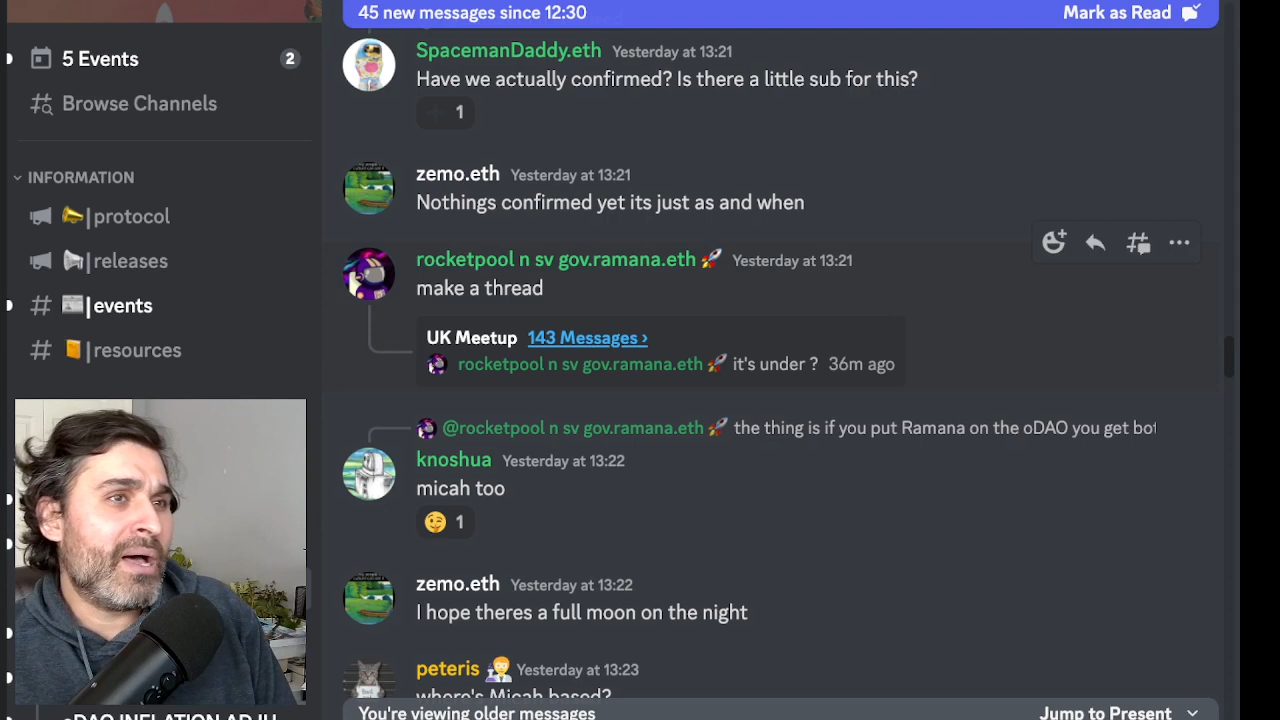 45 new messages since 12:30
Mark as Read
5 Events
2
Browse Channels
INFORMATION
protocol
releases
events
resources
SpacemanDaddy.eth Yesterday at 13:21
Have we actually confirmed? Is there a little sub for this?
1
zemo.eth Yesterday at 13:21
Nothings confirmed yet its just as and when
rocketpool n sv gov.ramana.eth 🚀 Yesterday at 13:21
make a thread
UK Meetup 143 Messages ›
rocketpool n sv gov.ramana.eth 🚀 it's under ? 36m ago
@rocketpool n sv gov.ramana.eth 🚀 the thing is if you put Ramana on the oDAO you get bot
knoshua Yesterday at 13:22
micah too
1
zemo.eth Yesterday at 13:22
I hope theres a full moon on the night
peteris Yesterday at 13:23
where's Micah based?
You're viewing older messages
Jump to Present
oDAO INFLATION ADJU